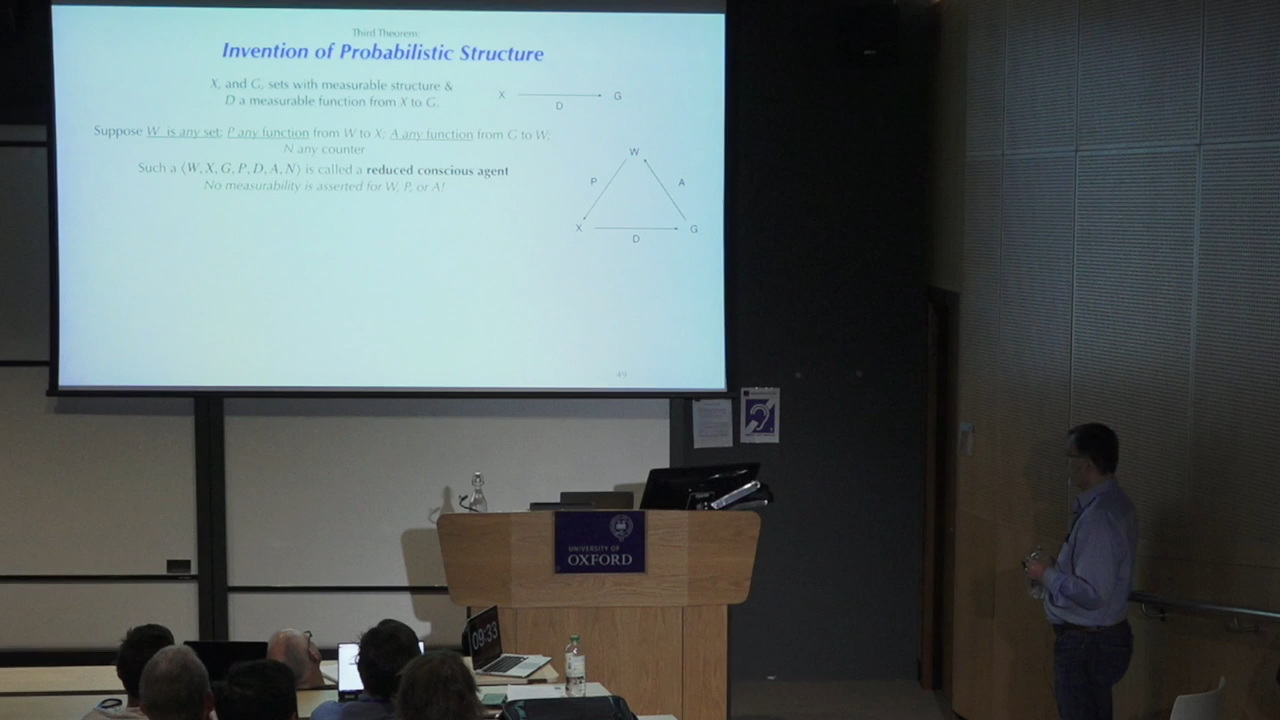 Third Theorem:
Invention of Probabilistic Structure
X, and G, sets with measurable structure &
D a measurable function from X to G.
X
G
D
Suppose W is any set; P any function from W to X; A any function from G to W;
N any counter
Such a (W, X, G, P, D, A, N) is called a reduced conscious agent
No measurability is asserted for W, P, or A!
W
P
A
X
G
D
49
UNIVERSITY OF
OXFORD
09:33